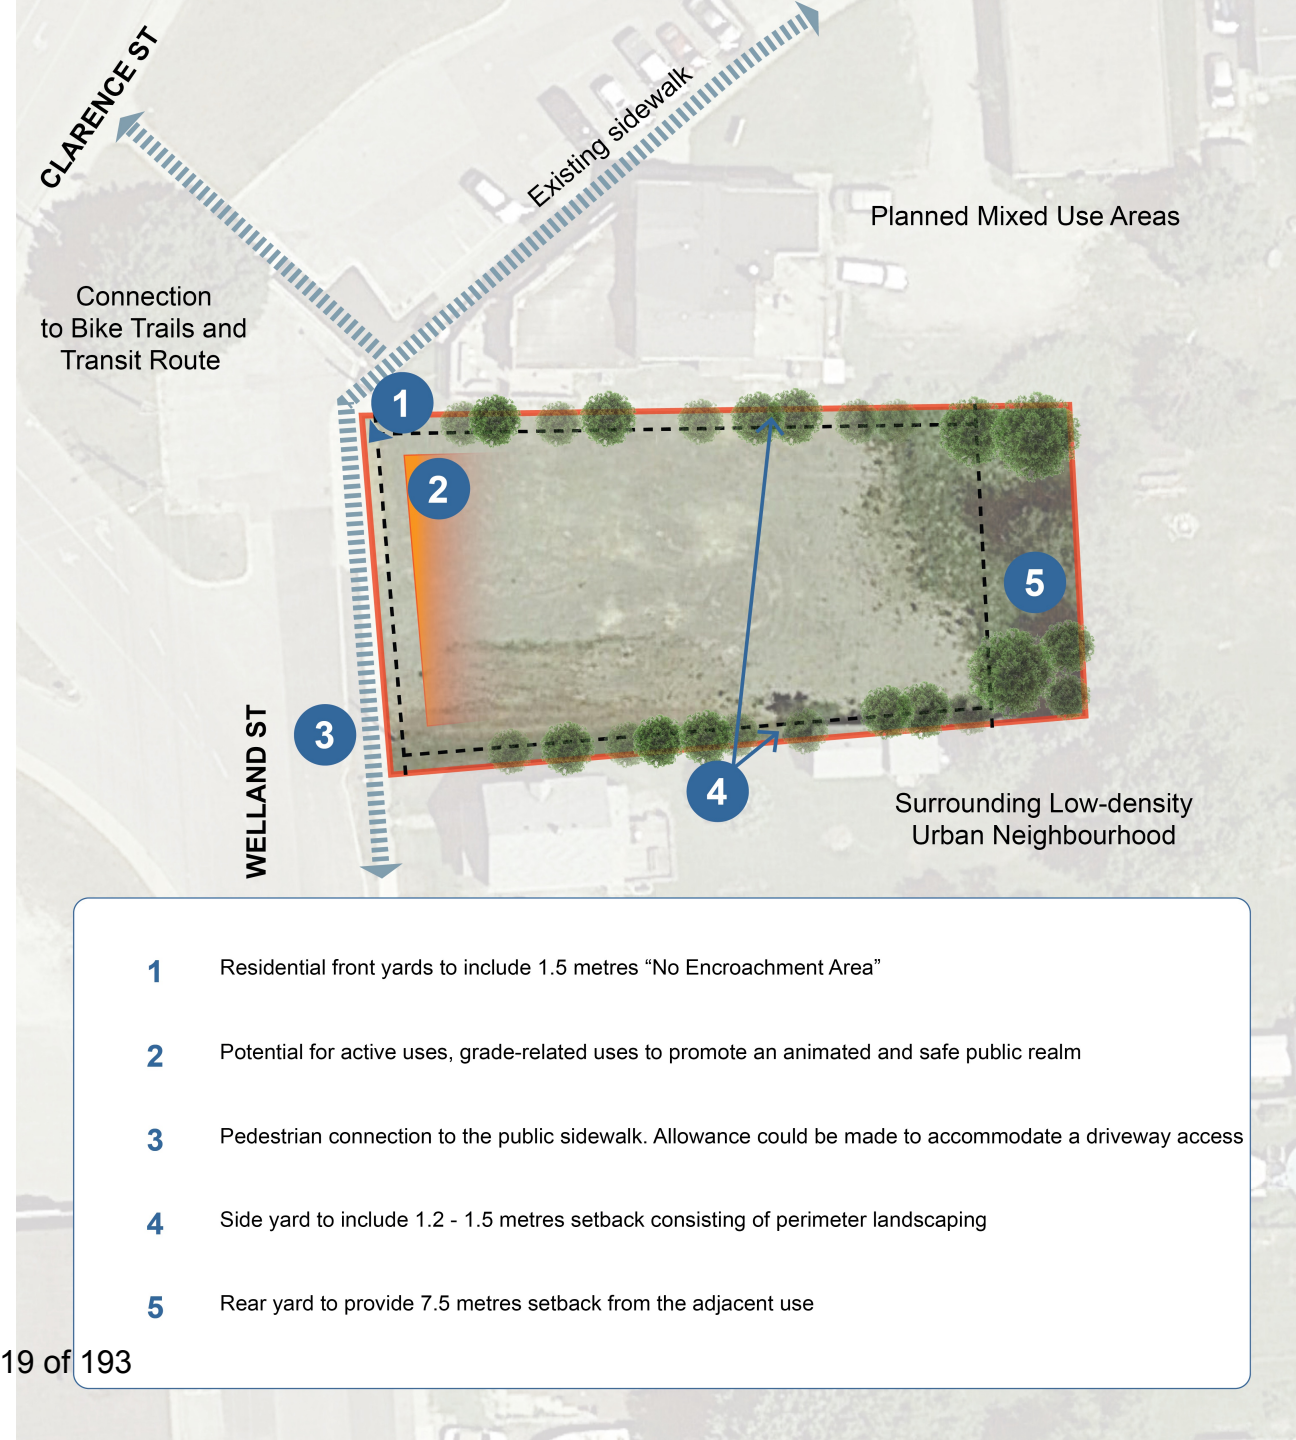 CLARENCE ST
Existing sidewalk
Planned Mixed Use Areas
Connection
to Bike Trails and
Transit Route
1
2
5
3
WELLAND ST
4
Surrounding Low-density
Urban Neighbourhood
1 Residential front yards to include 1.5 metres “No Encroachment Area”
2 Potential for active uses, grade-related uses to promote an animated and safe public realm
3 Pedestrian connection to the public sidewalk. Allowance could be made to accommodate a driveway access
4 Side yard to include 1.2 - 1.5 metres setback consisting of perimeter landscaping
5 Rear yard to provide 7.5 metres setback from the adjacent use
19 of 193